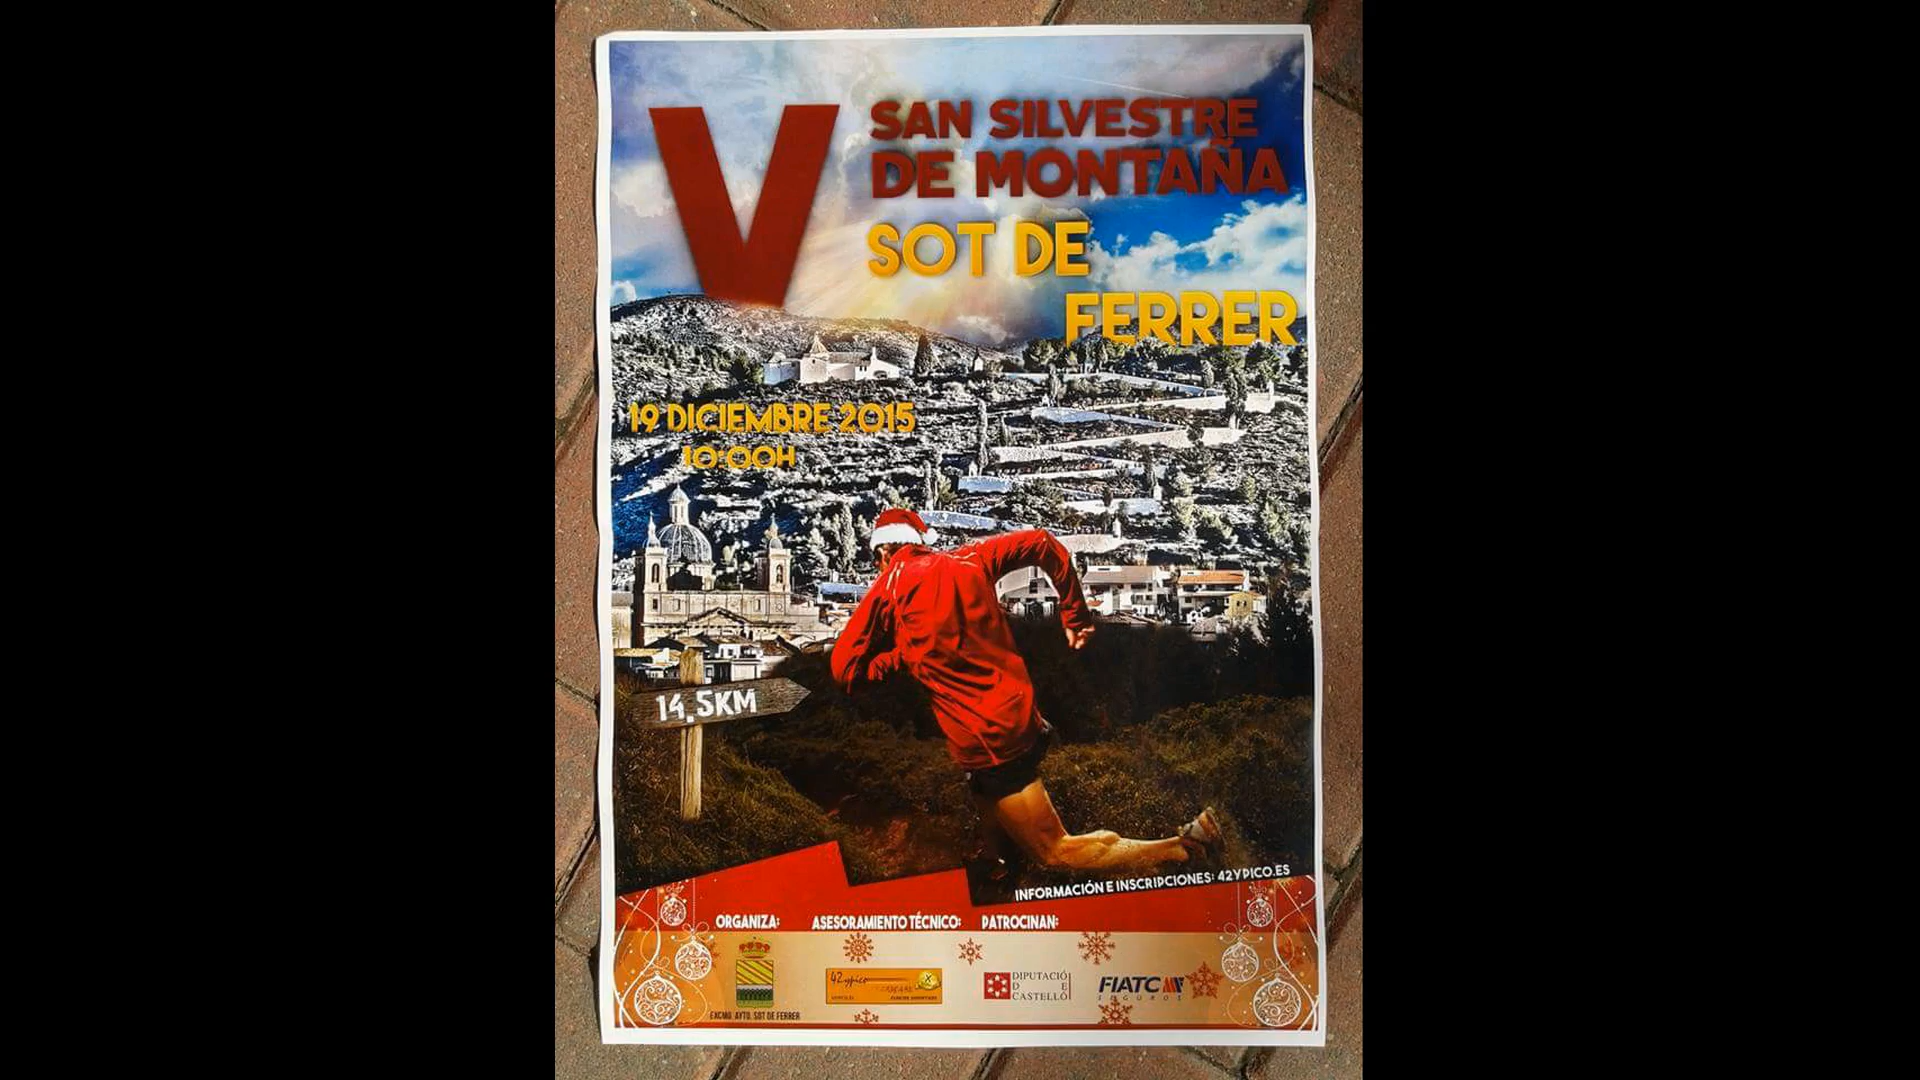 V
SAN SILVESTRE
DE MONTAÑA
SOT DE
FERRER
19 DICIEMBRE 2015
10:00H
14.5KM
INFORMACIÓN E INSCRIPCIONES: 42YPICO.ES
ORGANIZA:
ASESORAMIENTO TÉCNICO:
PATROCINAN:
42ypico
DIPUTACIÓ
D E
CASTELLÓ
FIATC
SEGUROS
EXCMO. AYTO. SOT DE FERRER